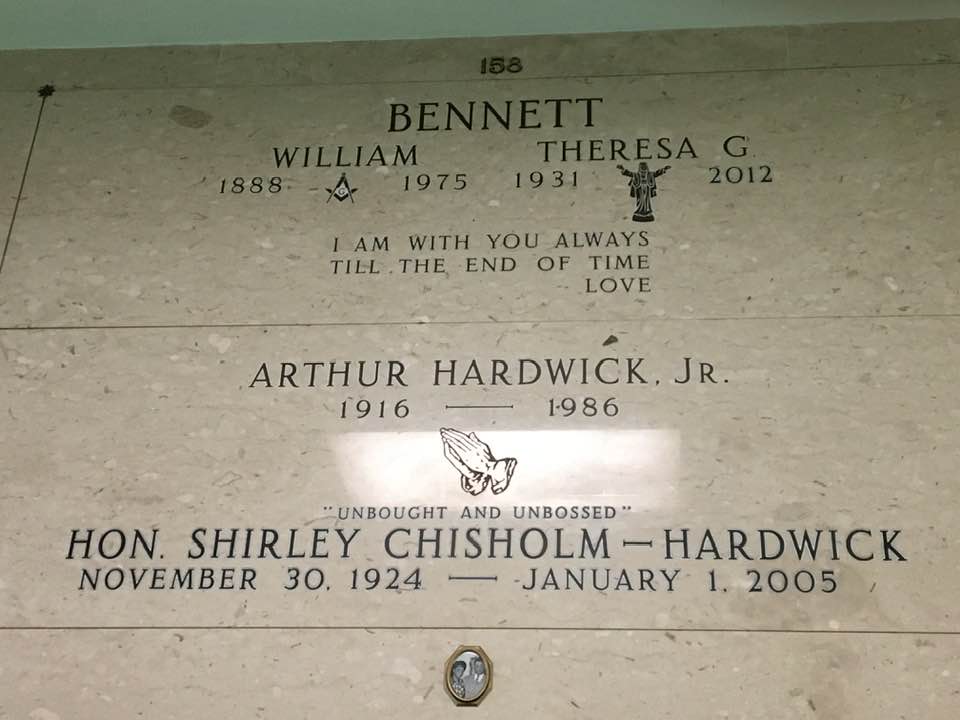 158
BENNETT
WILLIAM THERESA G
1888 G 1975 1931 2012
I AM WITH YOU ALWAYS
TILL THE END OF TIME
LOVE
ARTHUR HARDWICK, JR.
1916 — 1986
"UNBOUGHT AND UNBOSSED"
HON. SHIRLEY CHISHOLM – HARDWICK
NOVEMBER 30, 1924 — JANUARY 1, 2005